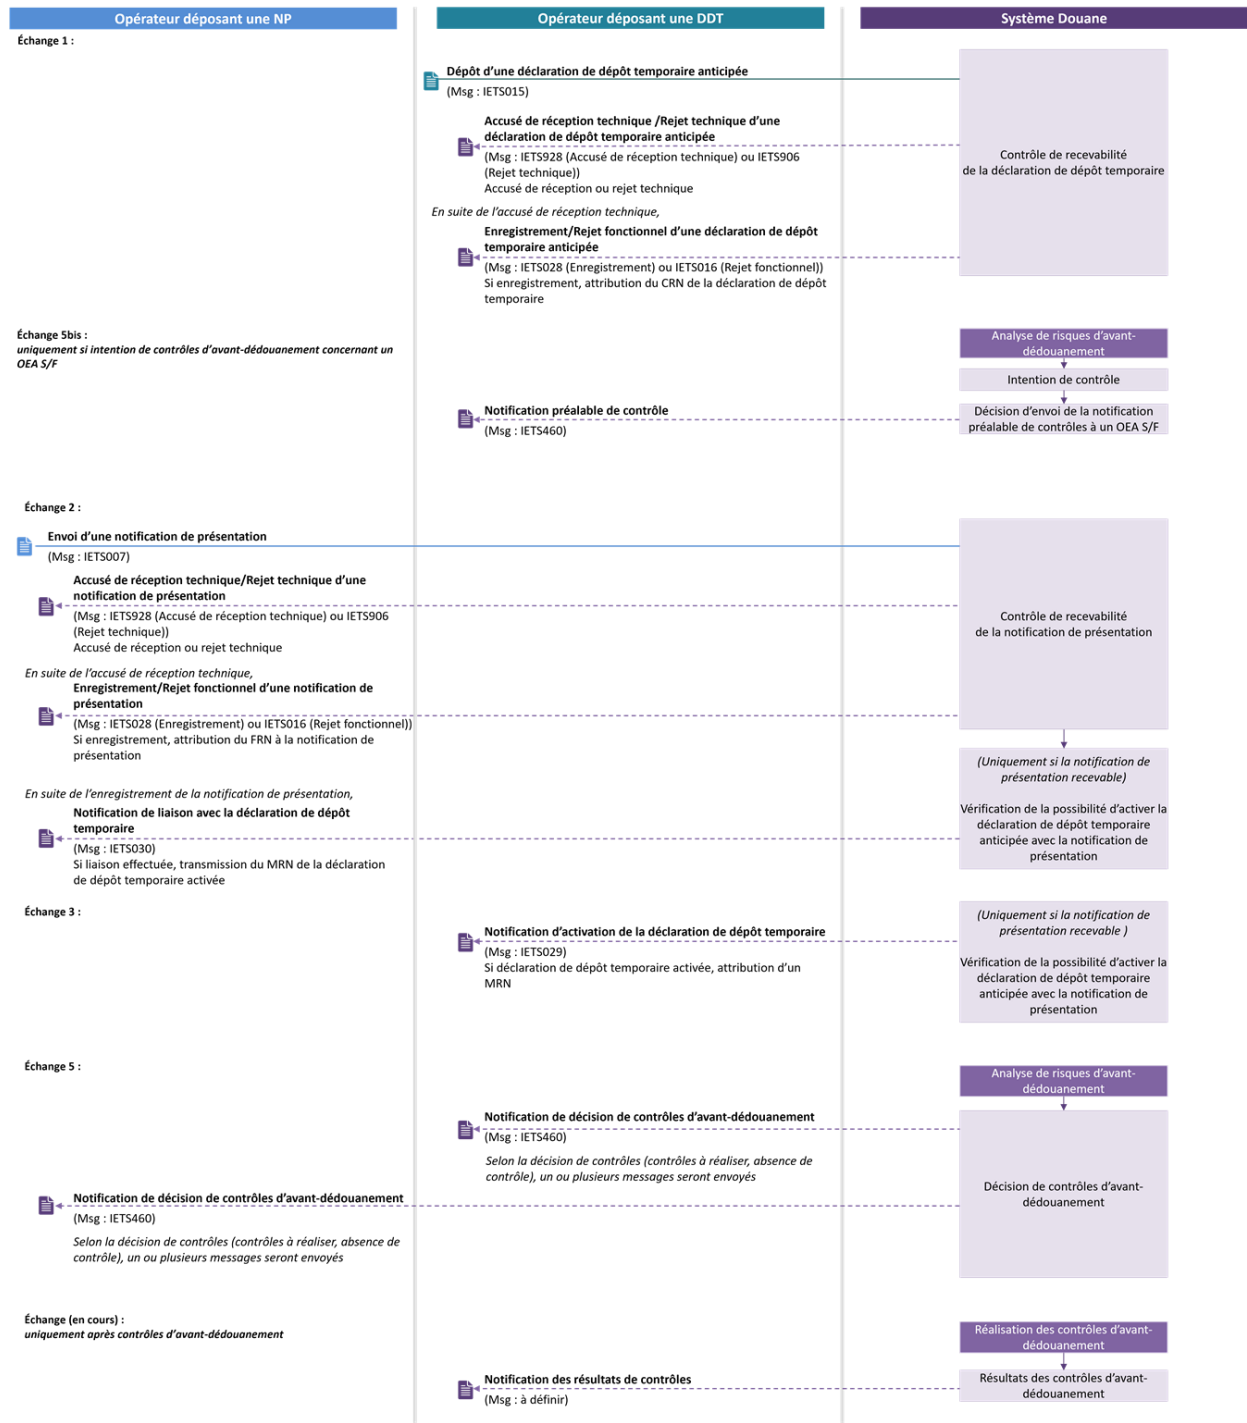 Opérateur déposant une NP
Opérateur déposant une DDT
Système Douane
Échange 1 :
Dépôt d’une déclaration de dépôt temporaire anticipée
(Msg : IETS015)
Accusé de réception technique /Rejet technique d’une
déclaration de dépôt temporaire anticipée
(Msg : IETS928 (Accusé de réception technique) ou IETS906
(Rejet technique))
Accusé de réception ou rejet technique
Contrôle de recevabilité
de la déclaration de dépôt temporaire
En suite de l’accusé de réception technique,
Enregistrement/Rejet fonctionnel d’une déclaration de dépôt
temporaire anticipée
(Msg : IETS028 (Enregistrement) ou IETS016 (Rejet fonctionnel))
Si enregistrement, attribution du CRN de la déclaration de dépôt
temporaire
Échange 5bis :
uniquement si intention de contrôles d’avant-dédouanement concernant un
OEA S/F
Analyse de risques d’avant-
dédouanement
Intention de contrôle
Notification préalable de contrôle
(Msg : IETS460)
Décision d’envoi de la notification
préalable de contrôles à un OEA S/F
Échange 2 :
Envoi d’une notification de présentation
(Msg : IETS007)
Accusé de réception technique/Rejet technique d’une
notification de présentation
(Msg : IETS928 (Accusé de réception technique) ou IETS906
(Rejet technique))
Accusé de réception ou rejet technique
Contrôle de recevabilité
de la notification de présentation
En suite de l’accusé de réception technique,
Enregistrement/Rejet fonctionnel d’une notification de
présentation
(Msg : IETS028 (Enregistrement) ou IETS016 (Rejet fonctionnel))
Si enregistrement, attribution du FRN à la notification de
présentation
(Uniquement si la notification de
présentation recevable)
Vérification de la possibilité d’activer la
déclaration de dépôt temporaire
anticipée avec la notification de
présentation
En suite de l’enregistrement de la notification de présentation,
Notification de liaison avec la déclaration de dépôt
temporaire
(Msg : IETS030)
Si liaison effectuée, transmission du MRN de la déclaration
de dépôt temporaire activée
Échange 3 :
Notification d’activation de la déclaration de dépôt temporaire
(Msg : IETS029)
Si déclaration de dépôt temporaire activée, attribution d’un
MRN
(Uniquement si la notification de
présentation recevable )
Vérification de la possibilité d’activer la
déclaration de dépôt temporaire
anticipée avec la notification de
présentation
Échange 5 :
Analyse de risques d’avant-
dédouanement
Notification de décision de contrôles d’avant-dédouanement
(Msg : IETS460)
Selon la décision de contrôles (contrôles à réaliser, absence de
contrôle), un ou plusieurs messages seront envoyés
Décision de contrôles d’avant-
dédouanement
Notification de décision de contrôles d’avant-dédouanement
(Msg : IETS460)
Selon la décision de contrôles (contrôles à réaliser, absence de
contrôle), un ou plusieurs messages seront envoyés
Échange (en cours) :
uniquement après contrôles d’avant-dédouanement
Réalisation des contrôles d’avant-
dédouanement
Notification des résultats de contrôles
(Msg : à définir)
Résultats des contrôles d’avant-
dédouanement